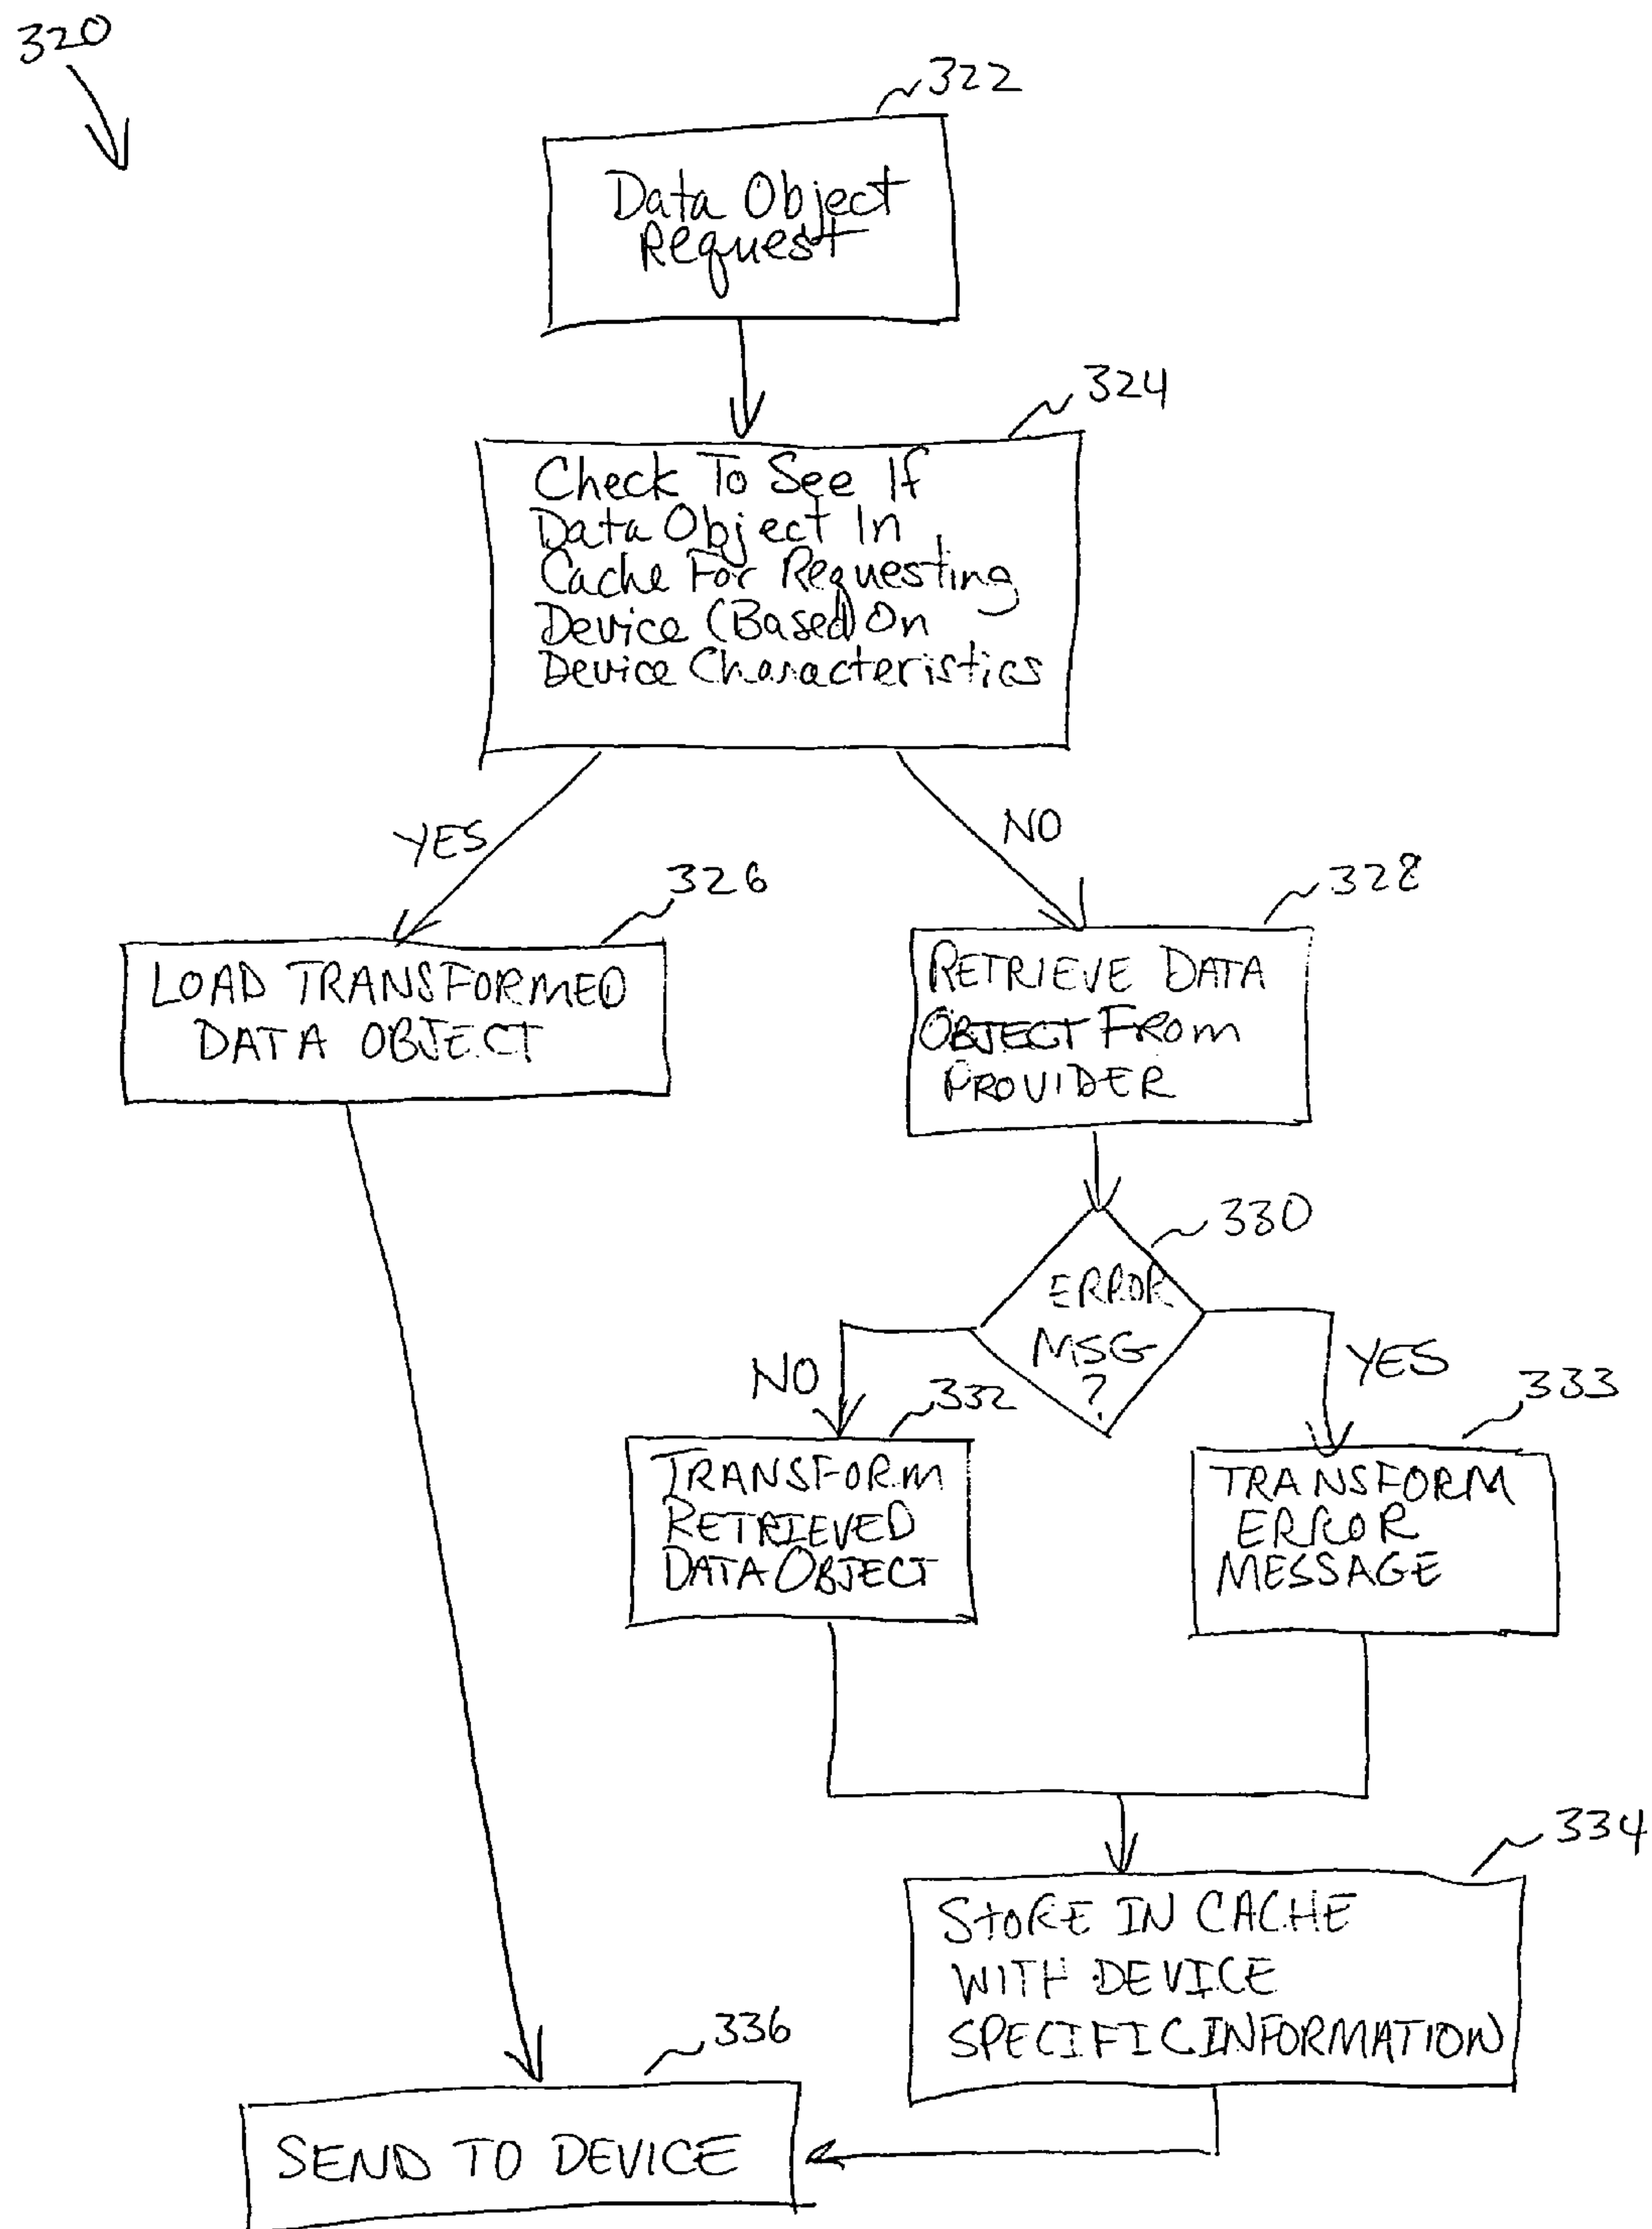 320
322
Data Object
Request
324
Check To See If
Data Object In
Cache For Requesting
Device (Based On
Device Characteristics
YES
NO
326
328
LOAD TRANSFORMED
DATA OBJECT
RETRIEVE DATA
OBJECT FROM
PROVIDER
330
ERROR
MSG
?
NO
YES
332
333
TRANSFORM
RETRIEVED
DATA OBJECT
TRANSFORM
ERROR
MESSAGE
334
STORE IN CACHE
WITH DEVICE
SPECIFIC INFORMATION
336
SEND TO DEVICE